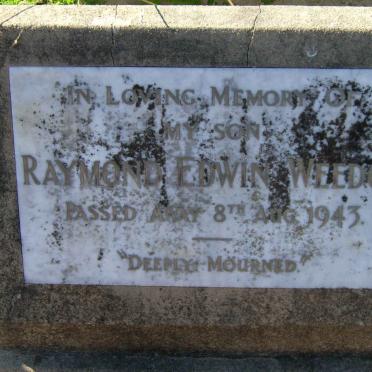 IN LOVING MEMORY OF
MY SON
RAYMOND EDWIN
PASSED AWAY 8TH AUG. 1943.
"DEEPLY MOURNED."